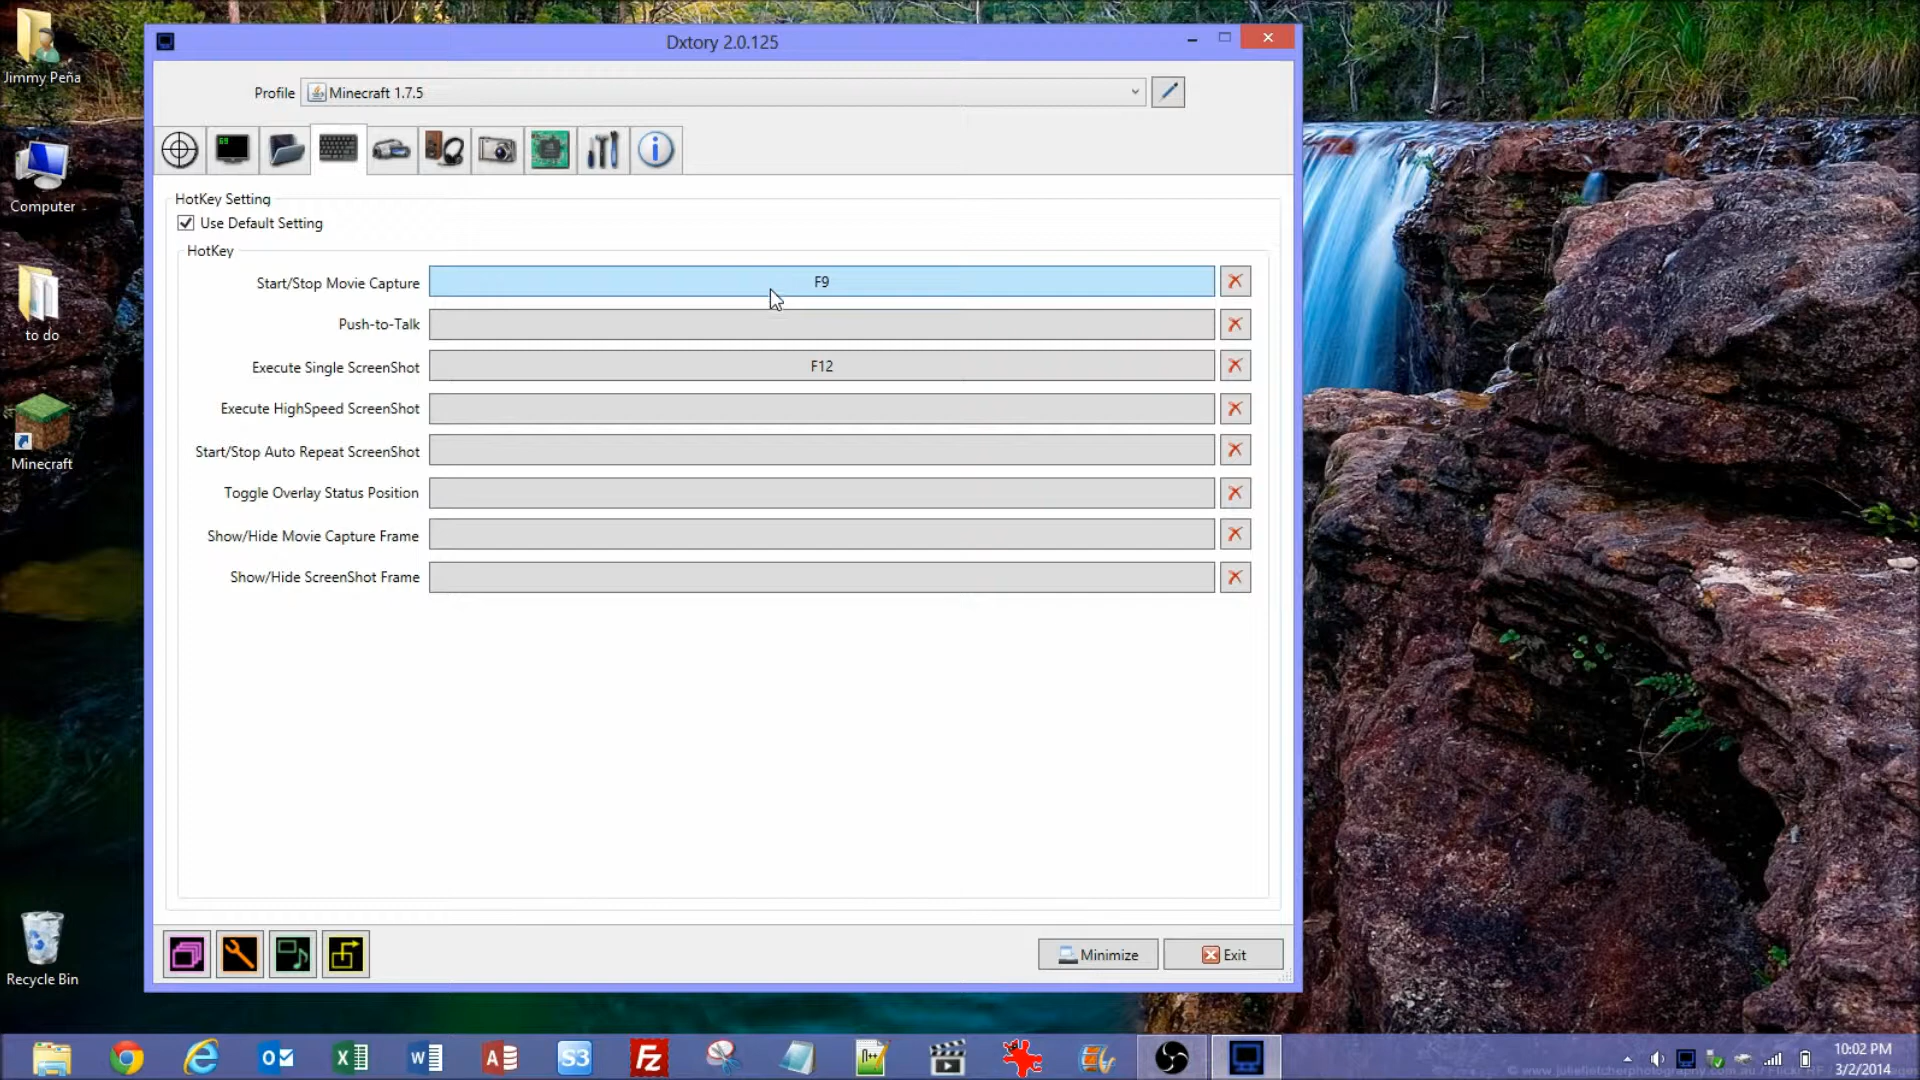 Jimmy Peña
Computer
to do
Minecraft
Recycle Bin
Dxtory 2.0.125
Profile
Minecraft 1.7.5
69
HotKey Setting
Use Default Setting
HotKey
Start/Stop Movie Capture
F9
Push-to-Talk
Execute Single ScreenShot
F12
Execute HighSpeed ScreenShot
Start/Stop Auto Repeat ScreenShot
Toggle Overlay Status Position
Show/Hide Movie Capture Frame
Show/Hide ScreenShot Frame
Minimize
Exit
S3
FZ
10:02 PM
3/2/2014